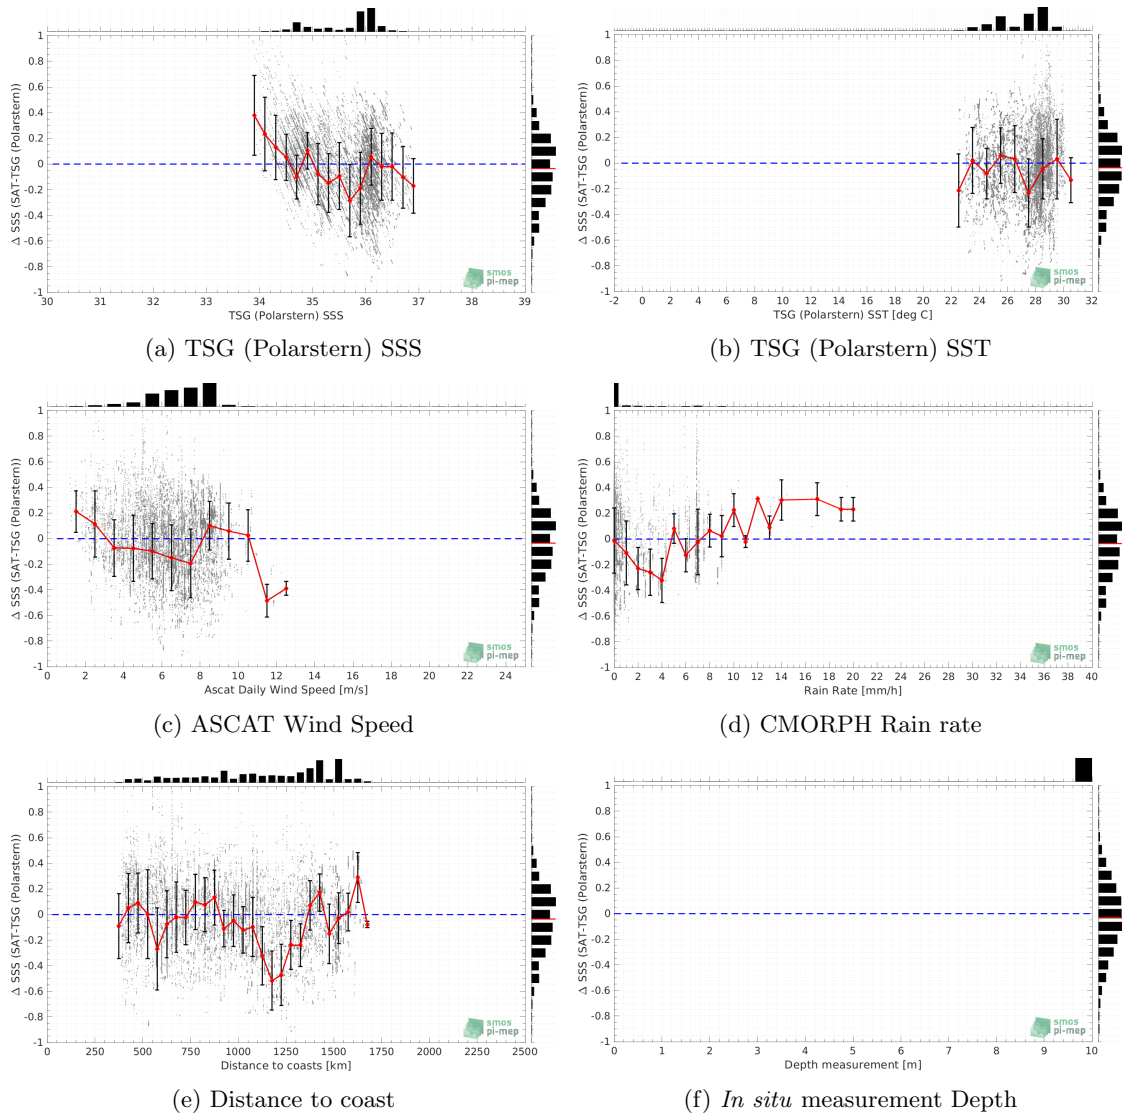 1
0.8
0.6
0.4
0.2
0
-0.2
-0.4
-0.6
-0.8
-1
Δ SSS (SAT-TSG (Polarstern))
30 31 32 33 34 35 36 37 38 39
TSG (Polarstern) SSS
smos
pi-mep
(a) TSG (Polarstern) SSS
1
0.8
0.6
0.4
0.2
0
-0.2
-0.4
-0.6
-0.8
-1
Δ SSS (SAT-TSG (Polarstern))
-2 0 2 4 6 8 10 12 14 16 18 20 22 24 26 28 30 32
TSG (Polarstern) SST [deg C]
smos
pi-mep
(b) TSG (Polarstern) SST
1
0.8
0.6
0.4
0.2
0
-0.2
-0.4
-0.6
-0.8
-1
Δ SSS (SAT-TSG (Polarstern))
0 2 4 6 8 10 12 14 16 18 20 22 24
Ascat Daily Wind Speed [m/s]
smos
pi-mep
(c) ASCAT Wind Speed
1
0.8
0.6
0.4
0.2
0
-0.2
-0.4
-0.6
-0.8
-1
Δ SSS (SAT-TSG (Polarstern))
0 2 4 6 8 10 12 14 16 18 20 22 24 26 28 30 32 34 36 38 40
Rain Rate [mm/h]
smos
pi-mep
(d) CMORPH Rain rate
1
0.8
0.6
0.4
0.2
0
-0.2
-0.4
-0.6
-0.8
-1
Δ SSS (SAT-TSG (Polarstern))
0 250 500 750 1000 1250 1500 1750 2000 2250 2500
Distance to coasts [km]
smos
pi-mep
(e) Distance to coast
1
0.8
0.6
0.4
0.2
0
-0.2
-0.4
-0.6
-0.8
-1
Δ SSS (SAT-TSG (Polarstern))
0 1 2 3 4 5 6 7 8 9 10
Depth measurement [m]
smos
pi-mep
(f) In situ measurement Depth